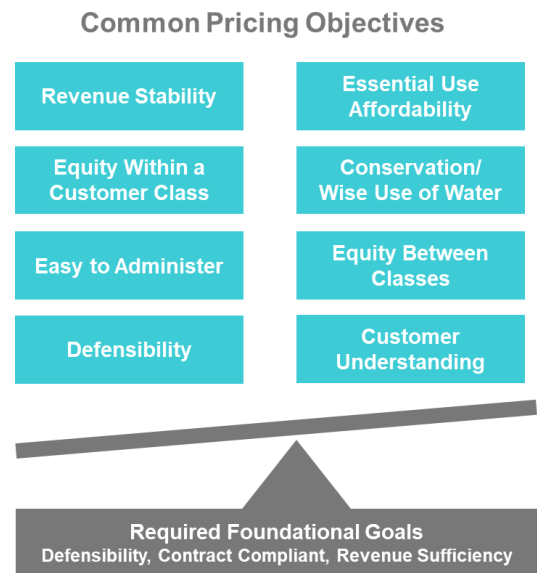 Common Pricing Objectives
Revenue Stability
Essential Use
Affordability
Equity Within a
Customer Class
Conservation/
Wise Use of Water
Easy to Administer
Equity Between
Classes
Defensibility
Customer
Understanding
Required Foundational Goals
Defensibility, Contract Compliant, Revenue Sufficiency